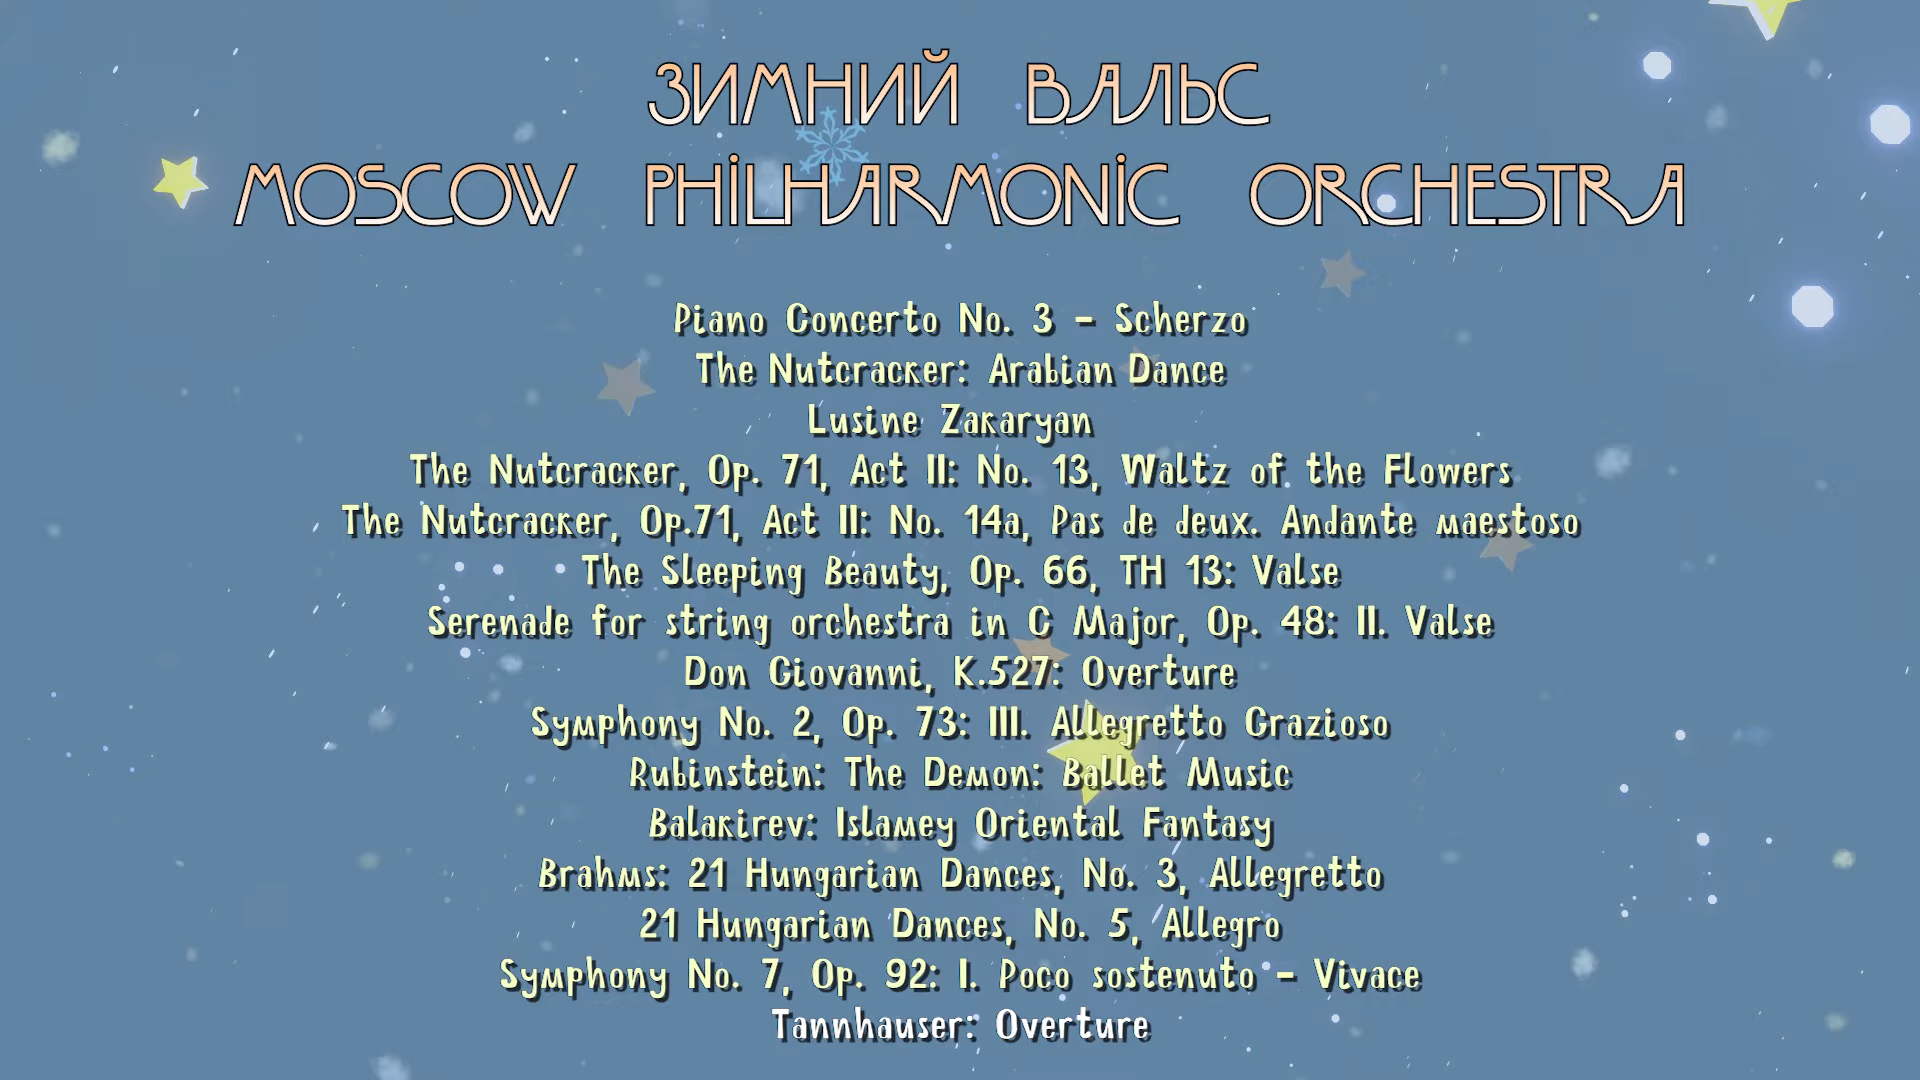 ЗИМНИЙ ВАЛЬС
MOSCOW PHILHARMONIC ORCHESTRA
Piano Concerto No. 3 - Scherzo
The Nutcracker: Arabian Dance
Lusine Zakaryan
The Nutcracker, Op. 71, Act II: No. 13, Waltz of the Flowers
The Nutcracker, Op.71, Act II: No. 14a, Pas de deux. Andante maestoso
The Sleeping Beauty, Op. 66, TH 13: Valse
Serenade for string orchestra in C Major, Op. 48: II. Valse
Don Giovanni, K.527: Overture
Symphony No. 2, Op. 73: III. Allegretto Grazioso
Rubinstein: The Demon: Ballet Music
Balakirev: Islamey Oriental Fantasy
Brahms: 21 Hungarian Dances, No. 3, Allegretto
21 Hungarian Dances, No. 5, Allegro
Symphony No. 7, Op. 92: I. Poco sostenuto - Vivace
Tannhauser: Overture